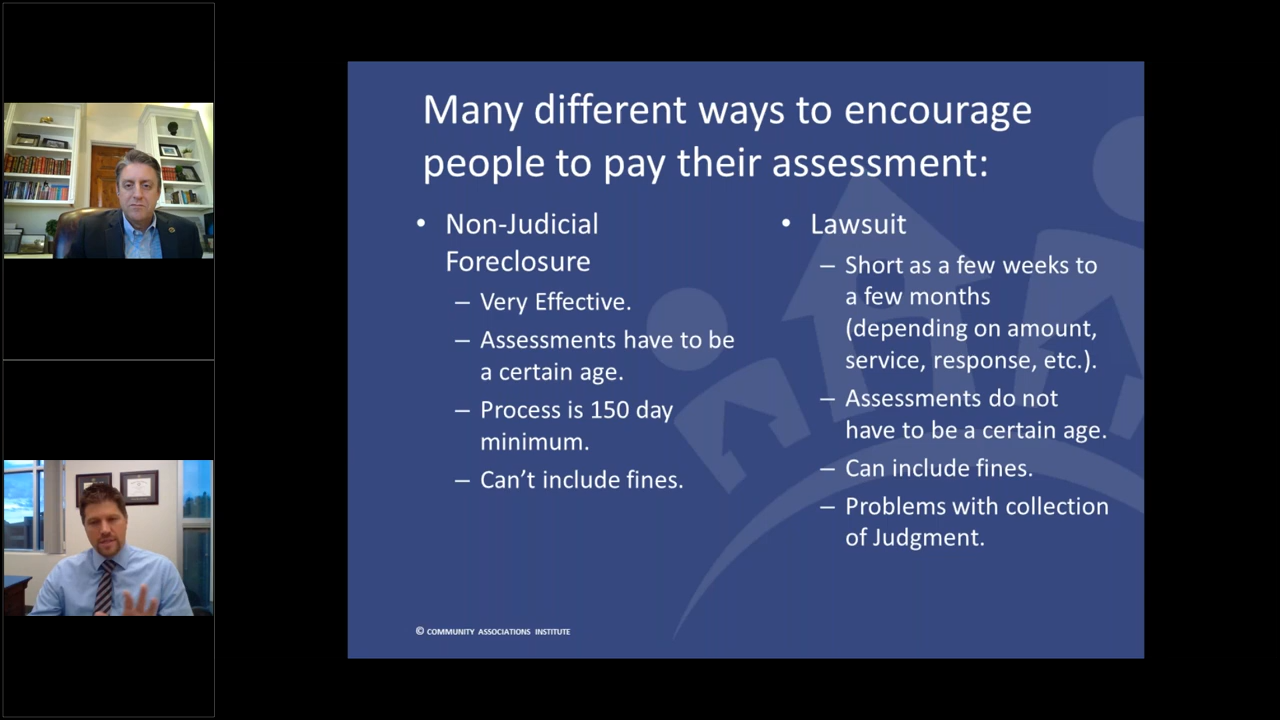 Many different ways to encourage
people to pay their assessment:
• Non-Judicial
Foreclosure
– Very Effective.
– Assessments have to be
a certain age.
– Process is 150 day
minimum.
– Can’t include fines.
• Lawsuit
– Short as a few weeks to
a few months
(depending on amount,
service, response, etc.).
– Assessments do not
have to be a certain age.
– Can include fines.
– Problems with collection
of Judgment.
© COMMUNITY ASSOCIATIONS INSTITUTE